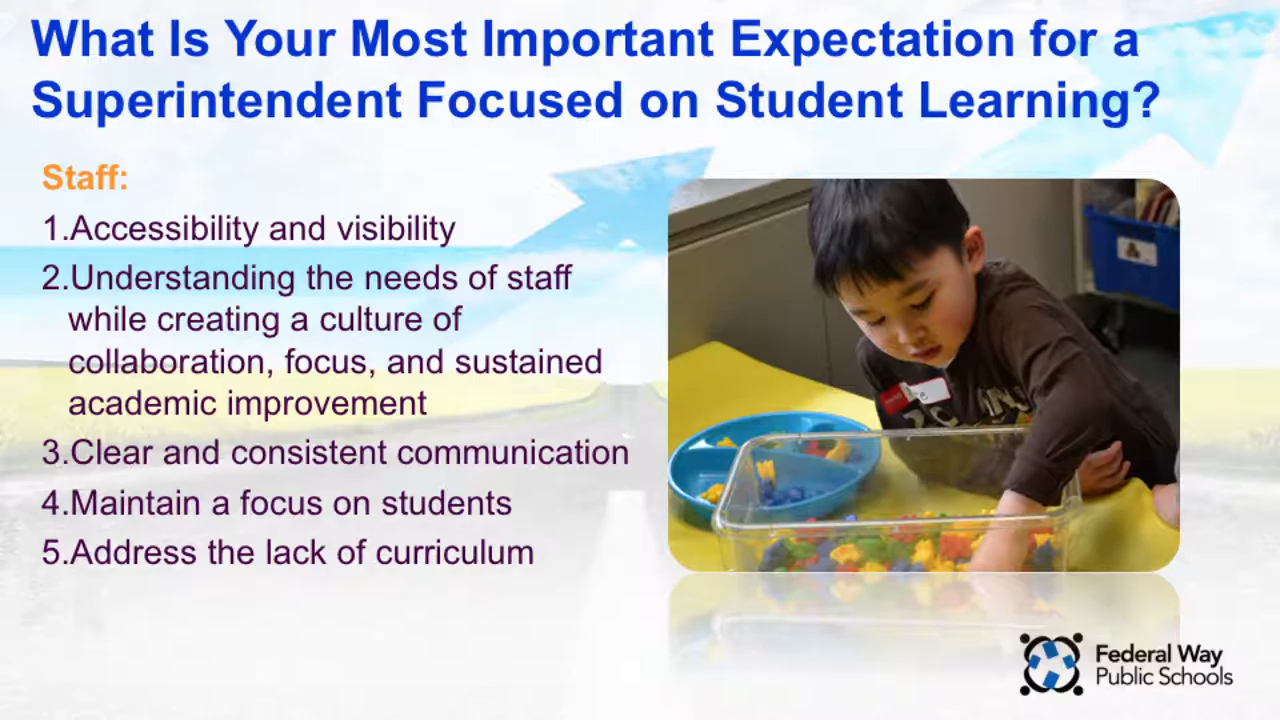 What Is Your Most Important Expectation for a
Superintendent Focused on Student Learning?
Staff:
1.Accessibility and visibility
2.Understanding the needs of staff
while creating a culture of
collaboration, focus, and sustained
academic improvement
3.Clear and consistent communication
4.Maintain a focus on students
5.Address the lack of curriculum
Federal Way
Public Schools